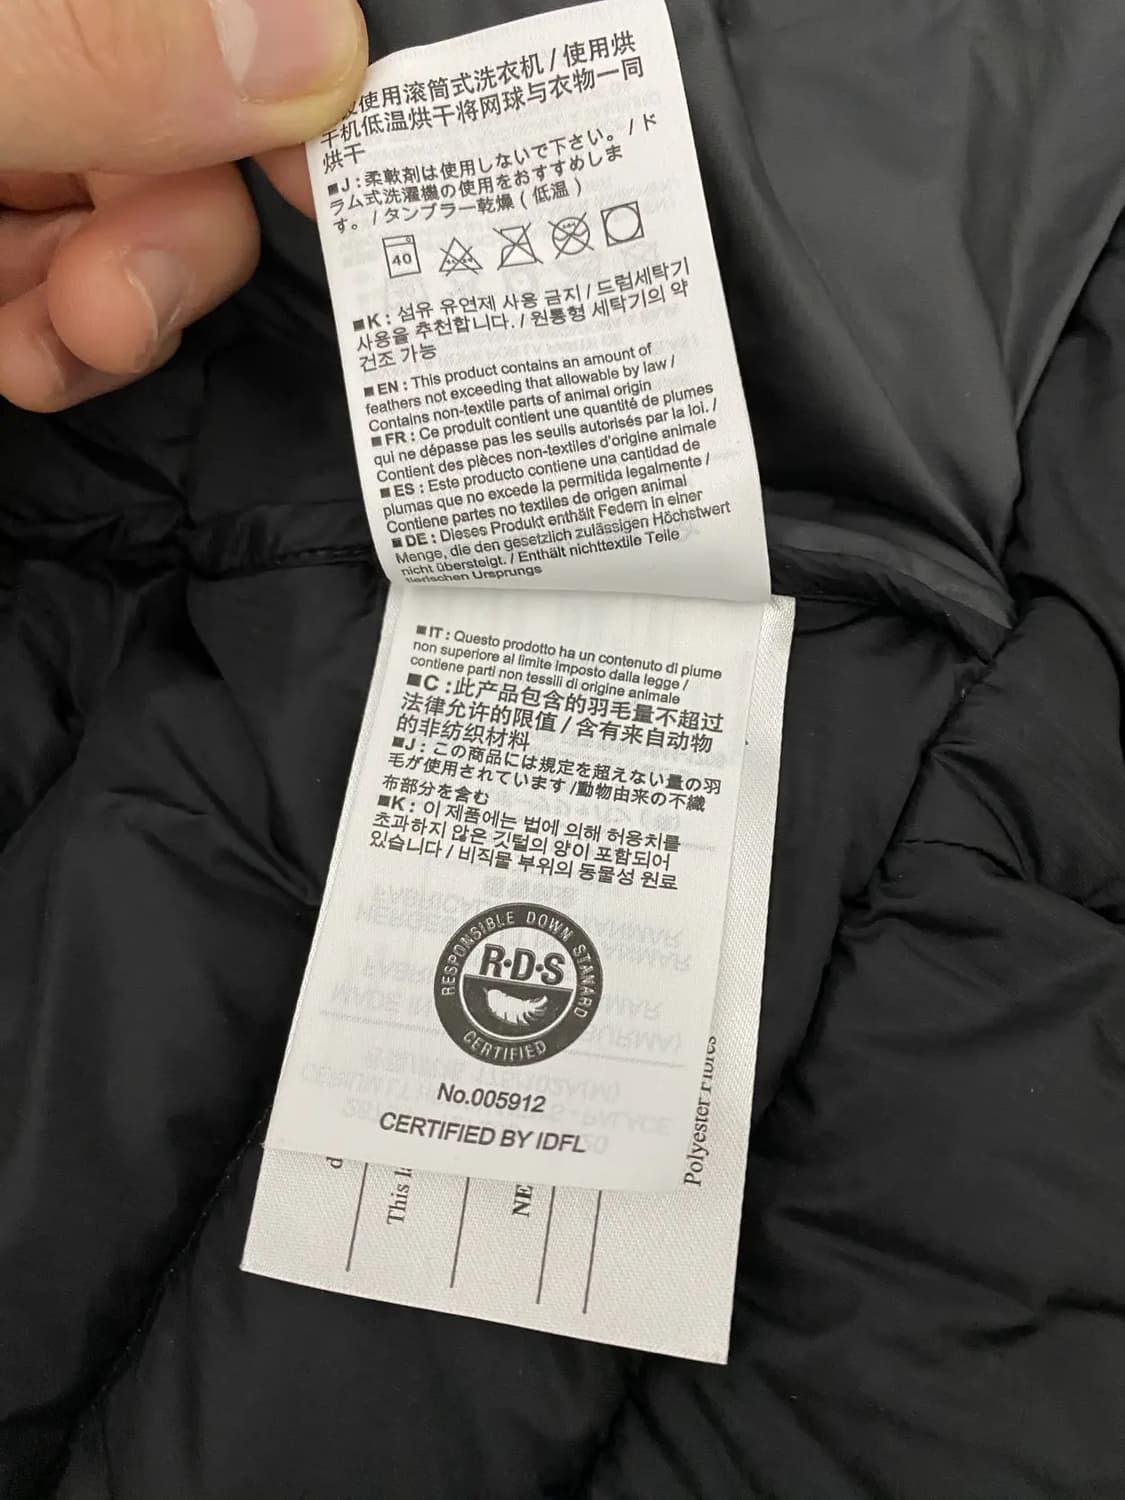 使用滚筒式洗衣机 / 使用烘
干机低温烘干将网球与衣物一同
烘干
■J : 柔軟剤は使用しないで下さい。 / ド
ラム式洗濯機の使用をおすすめしま
す。 / タンブラー乾燥 ( 低温 )
40
■K : 섬유 유연제 사용 금지 / 드럼세탁기
사용을 추천합니다. / 원통형 세탁기의 약
건조 가능
■ EN : This product contains an amount of
feathers not exceeding that allowable by law /
Contains non-textile parts of animal origin
■ FR : Ce produit contient une quantité de plumes
qui ne dépasse pas les seuils autorisés par la loi. /
Contient des pièces non-textiles d'origine animale
■ ES : Este producto contiene una cantidad de
plumas que no excede la permitida legalmente /
Contiene partes no textiles de origen animal
■ DE : Dieses Produkt enthält Federn in einer
Menge, die den gesetzlich zulässigen Höchstwert
nicht übersteigt. / Enthält nichttextile Teile
tierischen Ursprungs
■ IT : Questo prodotto ha un contenuto di piume
non superiore al limite imposto dalla legge /
contiene parti non tessili di origine animale
■C : 此产品包含的羽毛量不超过
法律允许的限值 / 含有来自动物
的非纺织材料
■J : この商品には規定を超えない量の羽
毛が使用されています /動物由来の不織
布部分を含む
■K : 이 제품에는 법에 의해 허용치를
초과하지 않은 깃털의 양이 포함되어
있습니다 / 비직물 부위의 동물성 원료
RESPONSIBLE DOWN STANARD
R·D·S
CERTIFIED
No.005912
CERTIFIED BY IDFL
This
NE
Polyester Fibres